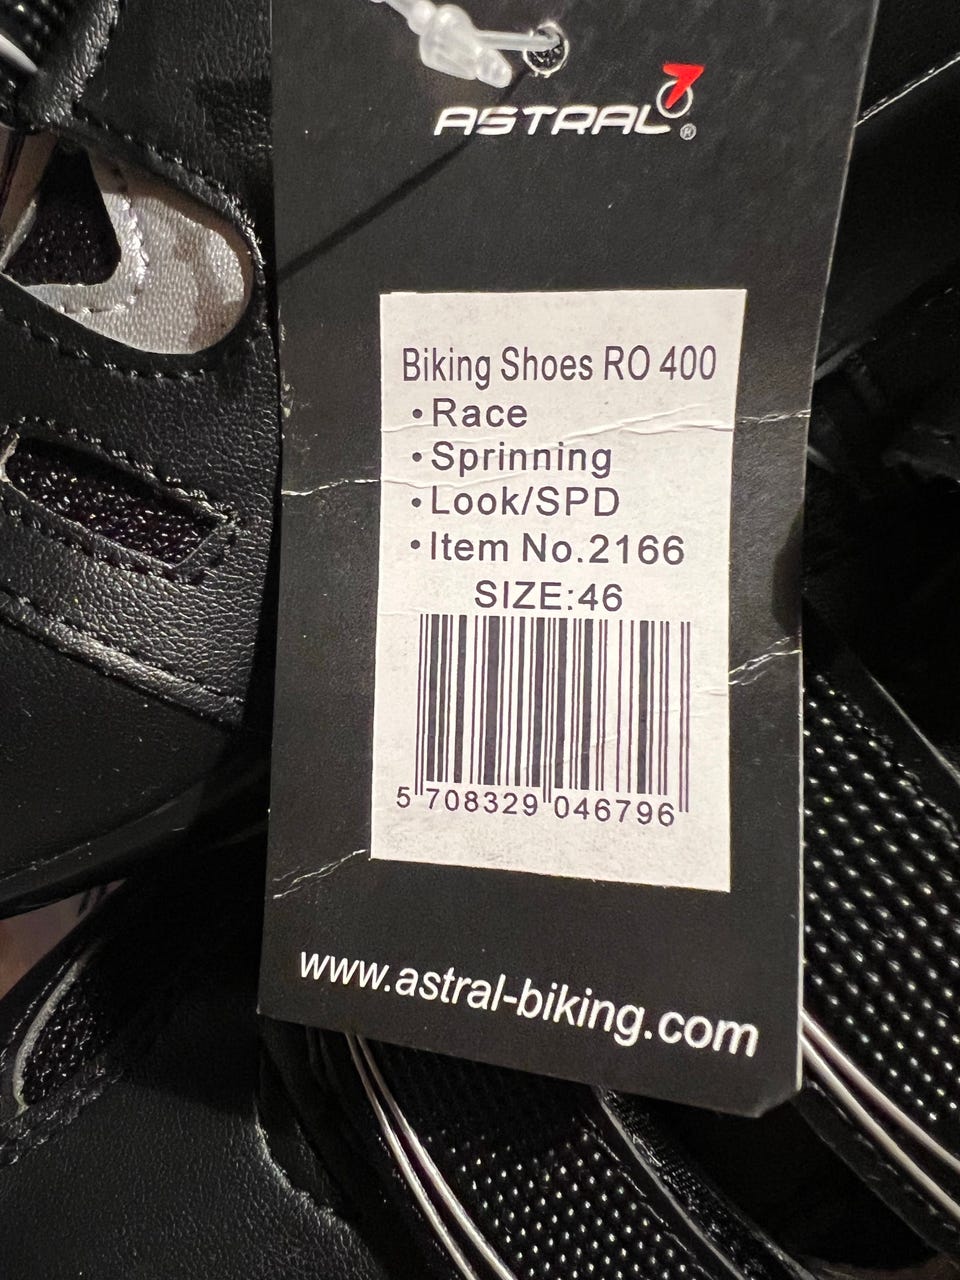 ASTRAL®
Biking Shoes RO 400
• Race
• Sprinning
• Look/SPD
• Item No.2166
SIZE:46
5 708329 046796
www.astral-biking.com